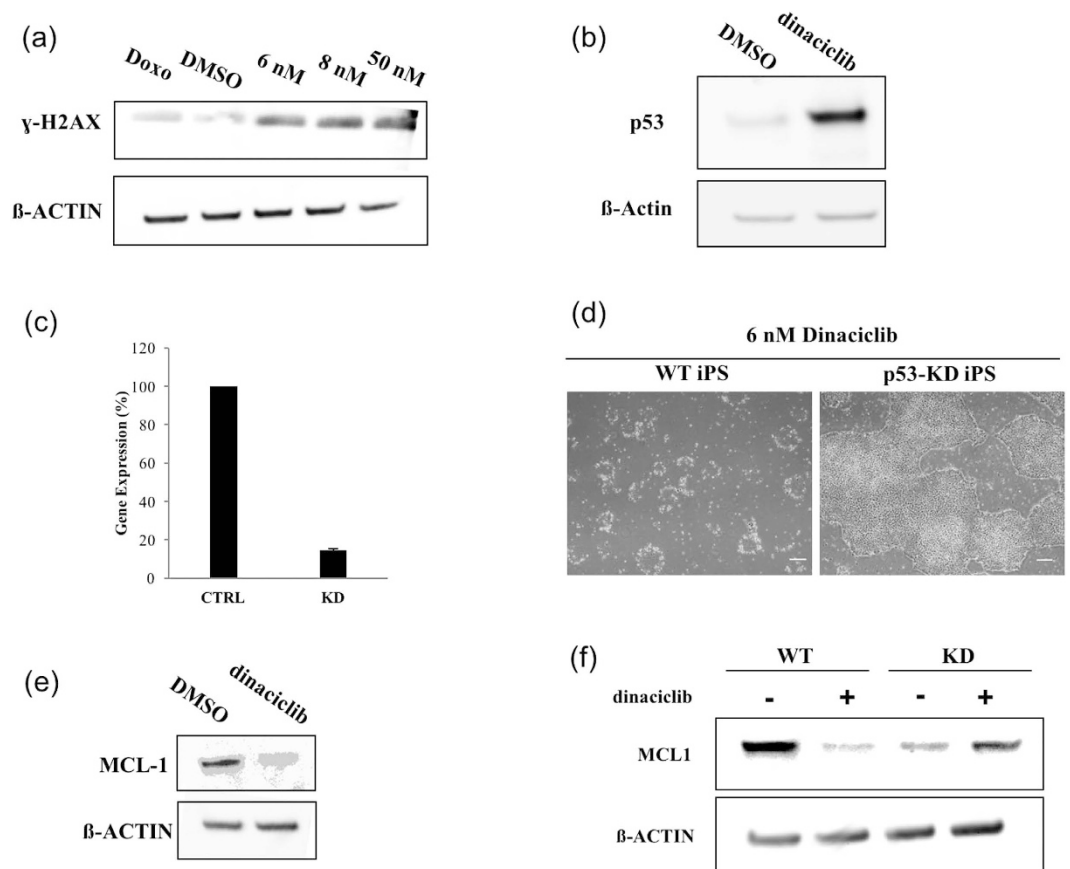 (a)
Doxo DMSO 6 nM 8 nM 50 nM
ɣ-H2AX
ß-ACTIN
(b)
DMSO dinaciclib
p53
ß-Actin
(c)
Gene Expression (%)
120
100
80
60
40
20
0
CTRL KD
(d)
6 nM Dinaciclib
WT iPS p53-KD iPS
(e)
DMSO dinaciclib
MCL-1
ß-ACTIN
(f)
WT KD
dinaciclib - + - +
MCL1
ß-ACTIN